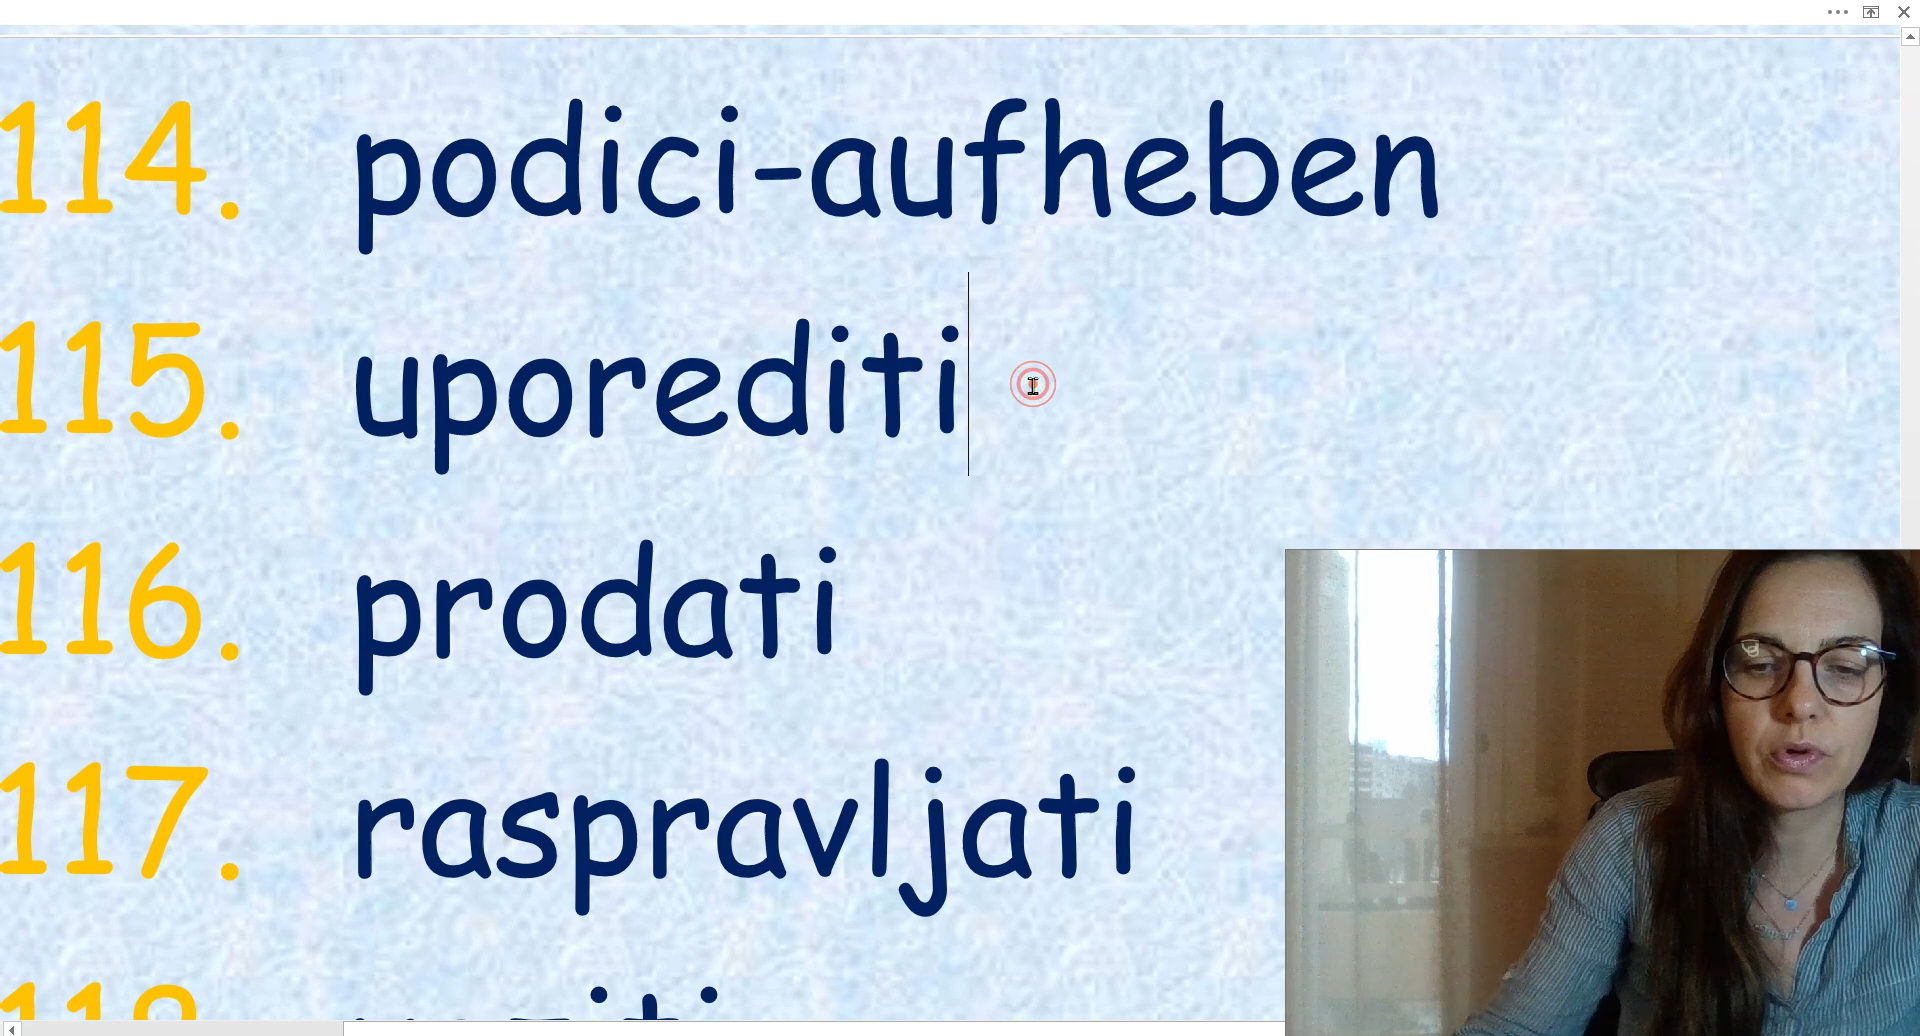 114. podici-aufheben
115. uporediti
116. prodati
117. raspravljati